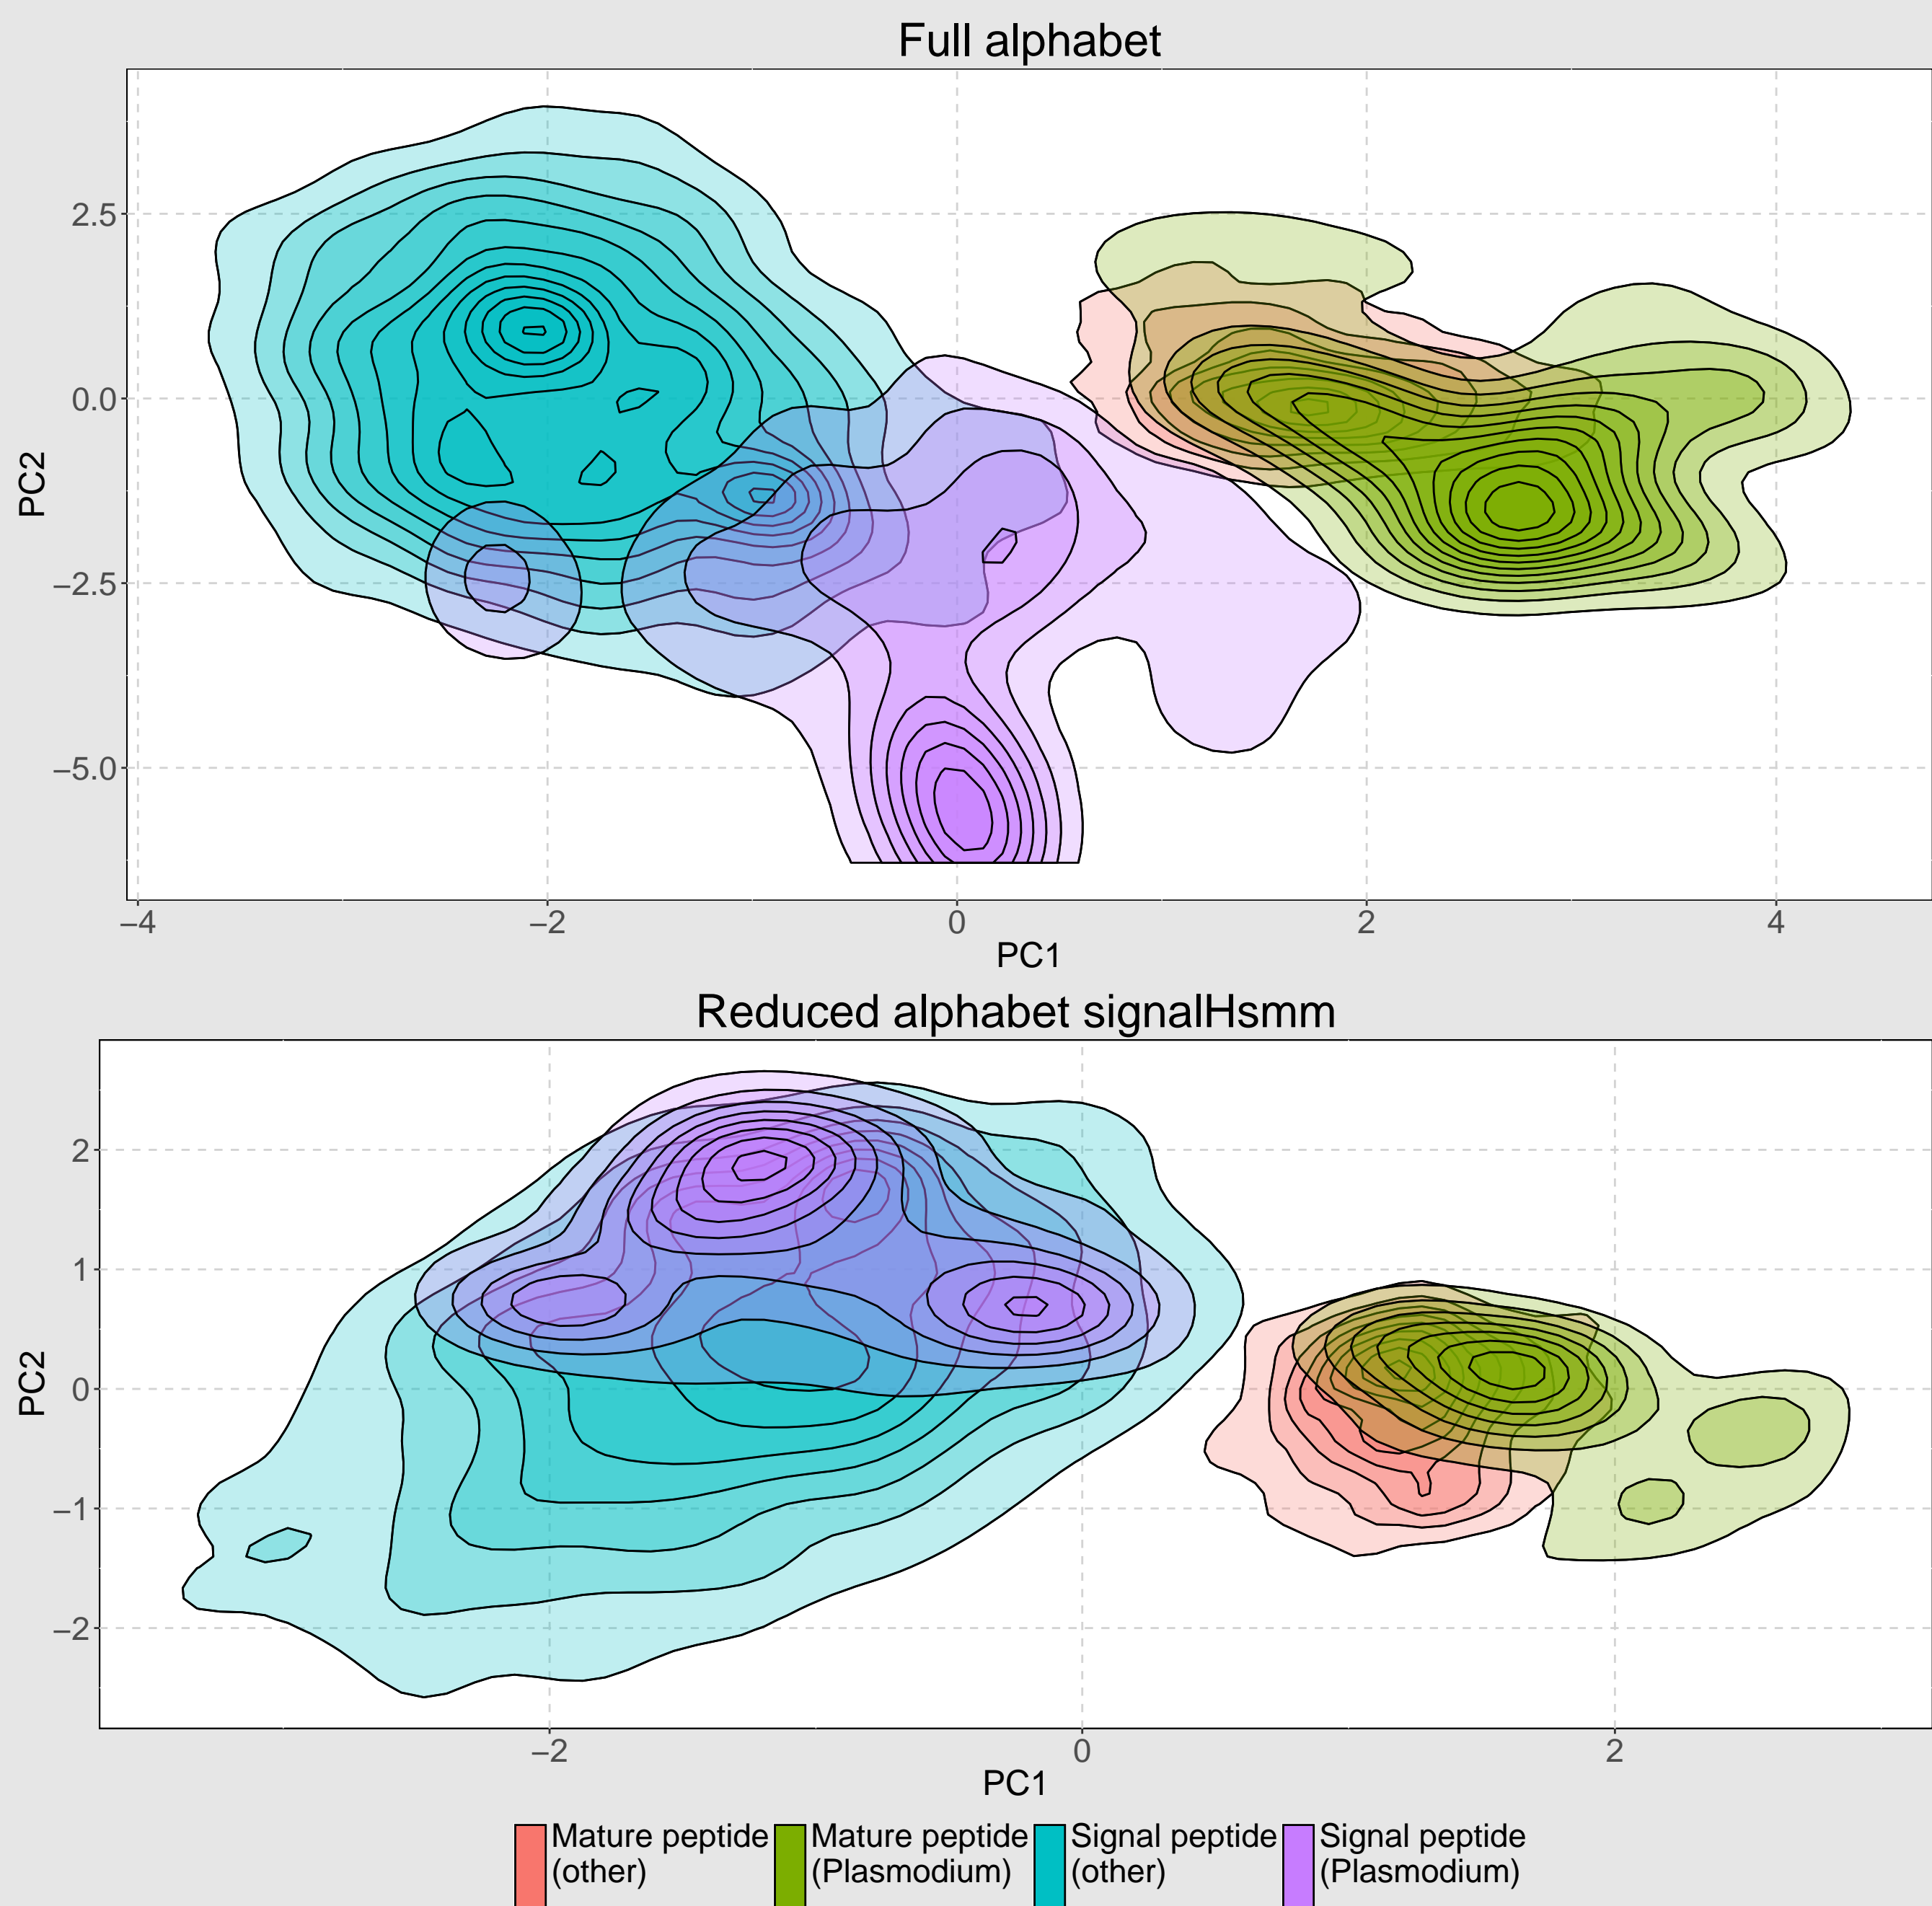 Full alphabet
2.5
0.0
−2.5
−5.0
PC2
−4 −2 0 2 4
PC1
Reduced alphabet signalHsmm
2
1
0
−1
−2
PC2
−2 0 2
PC1
Mature peptide (other)
Mature peptide (Plasmodium)
Signal peptide (other)
Signal peptide (Plasmodium)